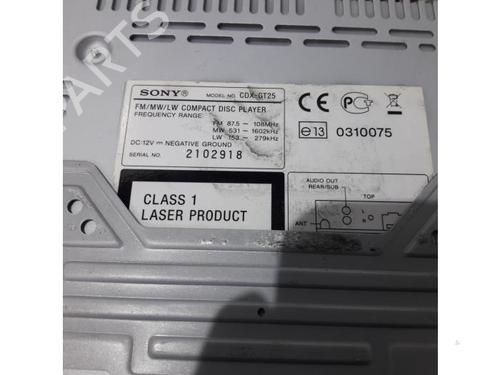 SONY® MODEL NO. CDX-GT25
FM/MW/LW COMPACT DISC PLAYER
FREQUENCY RANGE:
FM 87.5 - 108MHz
MW 531 - 1602kHz
LW 153 - 279kHz
DC:12V NEGATIVE GROUND
SERIAL NO. 2102918
CE
e13 0310075
CLASS 1
LASER PRODUCT
AUDIO OUT
REAR/SUB
TOP
ANT
PARTS